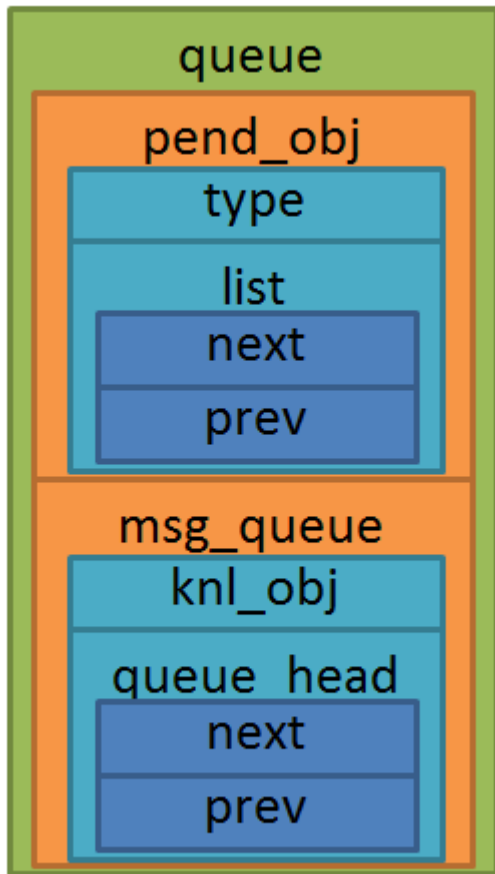 queue
pend_obj
type
list
next
prev
msg_queue
knl_obj
queue_head
next
prev